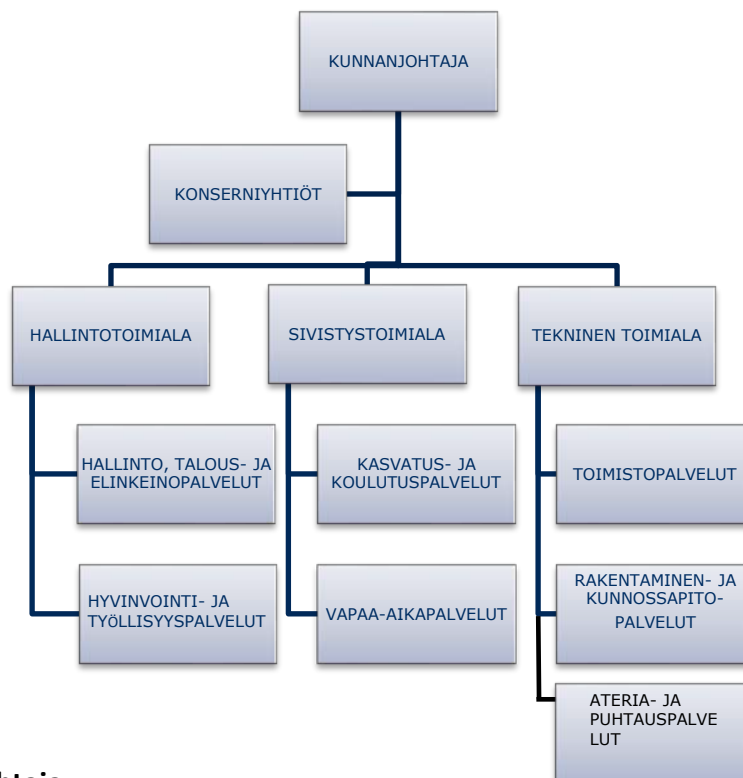 KUNNANJOHTAJA
KONSERNIYHTIÖT
HALLINTOTOIMIALA
SIVISTYSTOIMIALA
TEKNINEN TOIMIALA
HALLINTO, TALOUS- JA
ELINKEINOPALVELUT
KASVATUS- JA
KOULUTUSPALVELUT
TOIMISTOPALVELUT
HYVINVOINTI- JA
TYÖLLISYYSPALVELUT
VAPAA-AIKAPALVELUT
RAKENTAMINEN- JA
KUNNOSSAPITO-
PALVELUT
ATERIA- JA
PUHTAUSPALVE
LUT